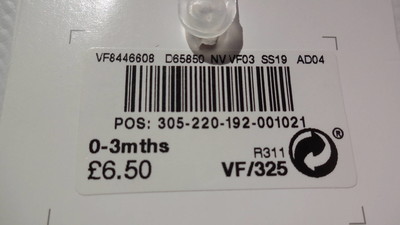 VF8446608 D65850 NV VF03 SS19 AD04
POS: 305-220-192-001021
0-3mths
R311
£6.50
VF/325
®